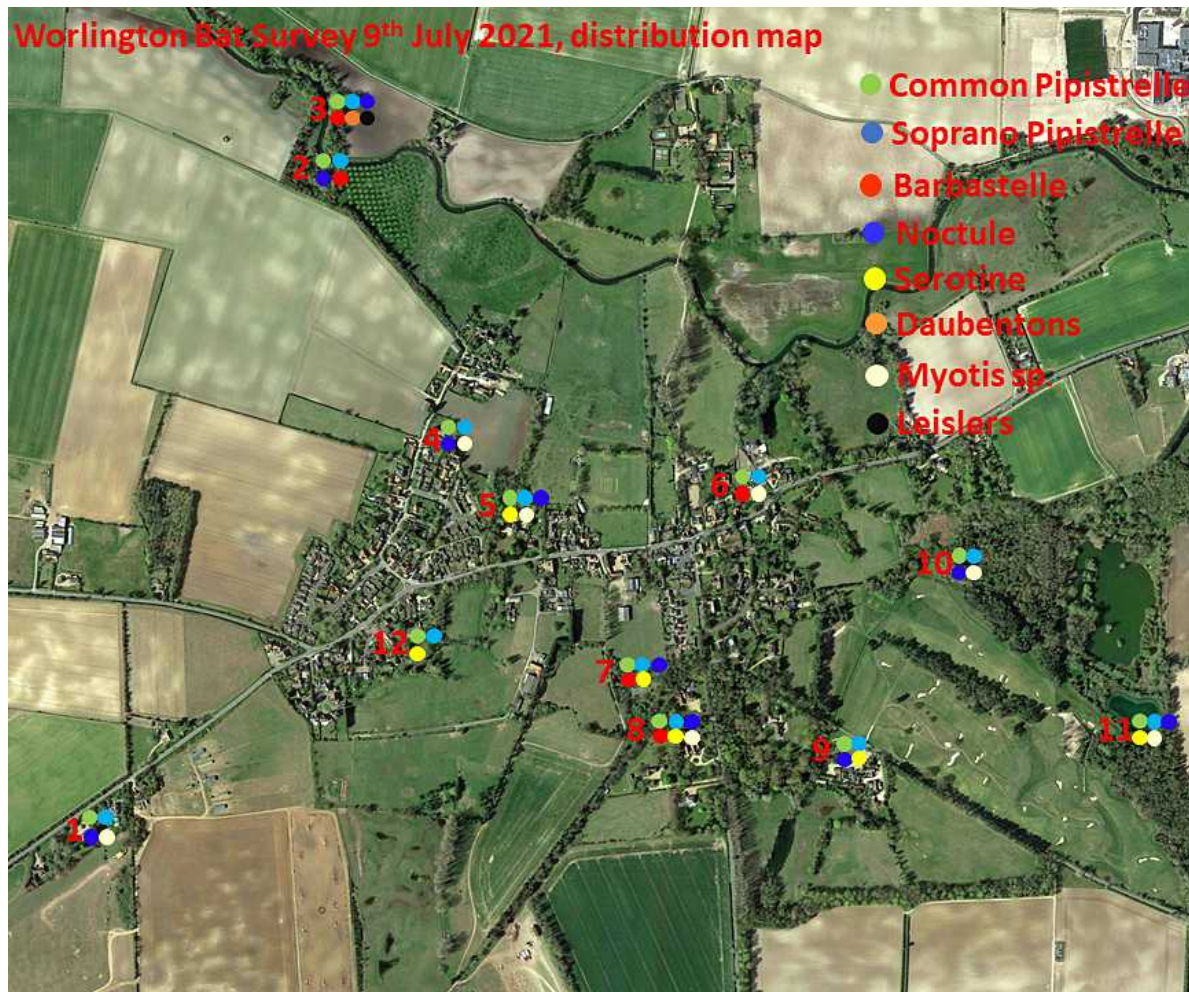 Worlington Bat Survey 9th July 2021, distribution map
Common Pipistrelle
Soprano Pipistrelle
Barbastelle
Noctule
Serotine
Daubentons
Myotis sp.
Leislers
3
2
4
5
6
10
12
7
8
9
11
1